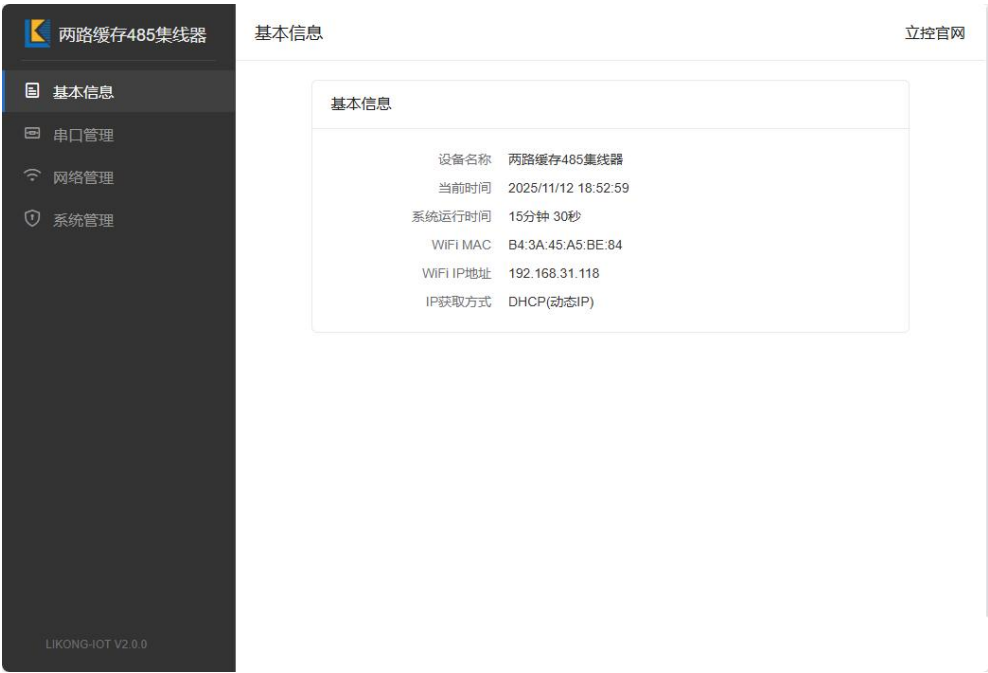 两路缓存485集线器
基本信息
立控官网
基本信息
串口管理
网络管理
系统管理
基本信息
设备名称 两路缓存485集线器
当前时间 2025/11/12 18:52:59
系统运行时间 15分钟 30秒
WiFi MAC B4:3A:45:A5:BE:84
WiFi IP地址 192.168.31.118
IP获取方式 DHCP(动态IP)
LIKONG-IOT V2.0.0